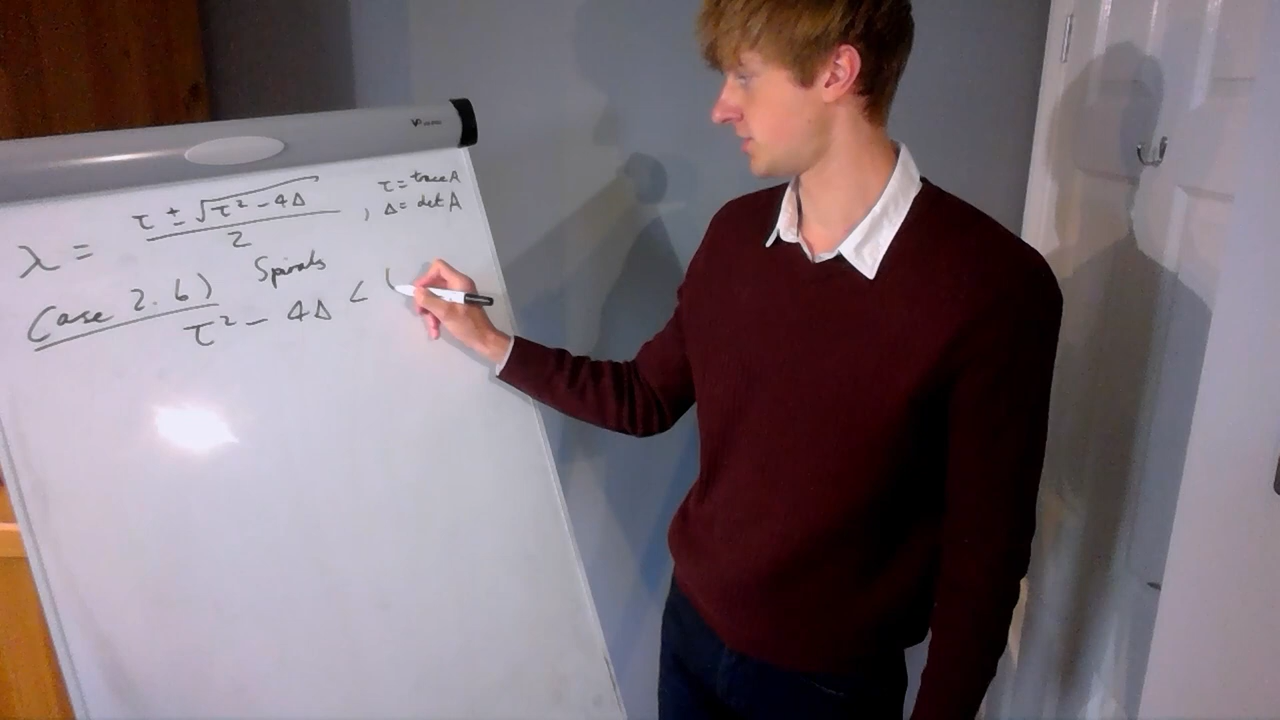 λ = τ ± √τ² - 4Δ / 2 , τ = trace A
Δ = det A
Case 2.b) Spirals
τ² - 4Δ <